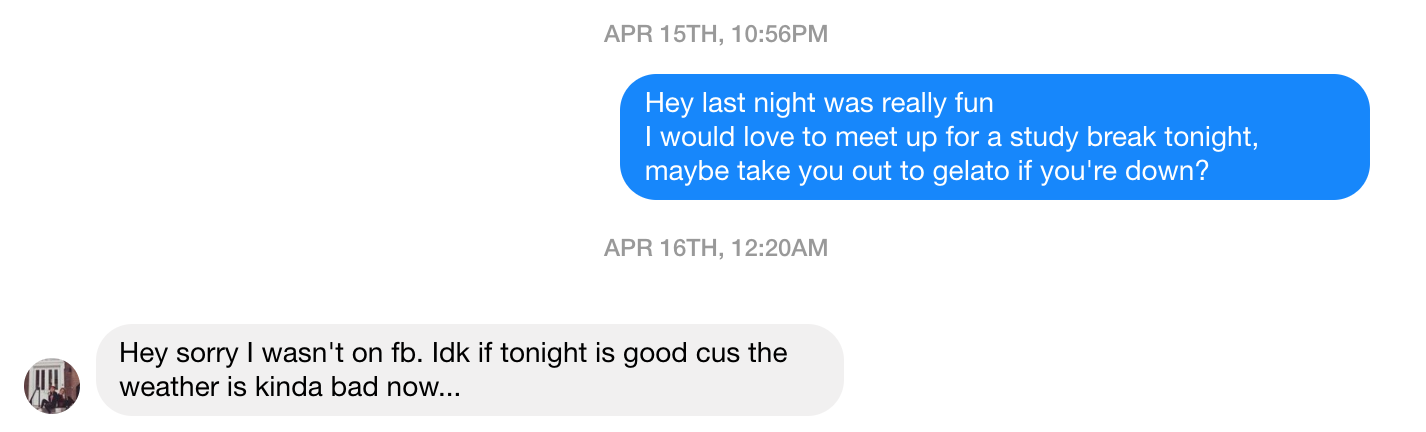 APR 15TH, 10:56PM
Hey last night was really fun
I would love to meet up for a study break tonight,
maybe take you out to gelato if you're down?
APR 16TH, 12:20AM
Hey sorry I wasn't on fb. Idk if tonight is good cus the
weather is kinda bad now...